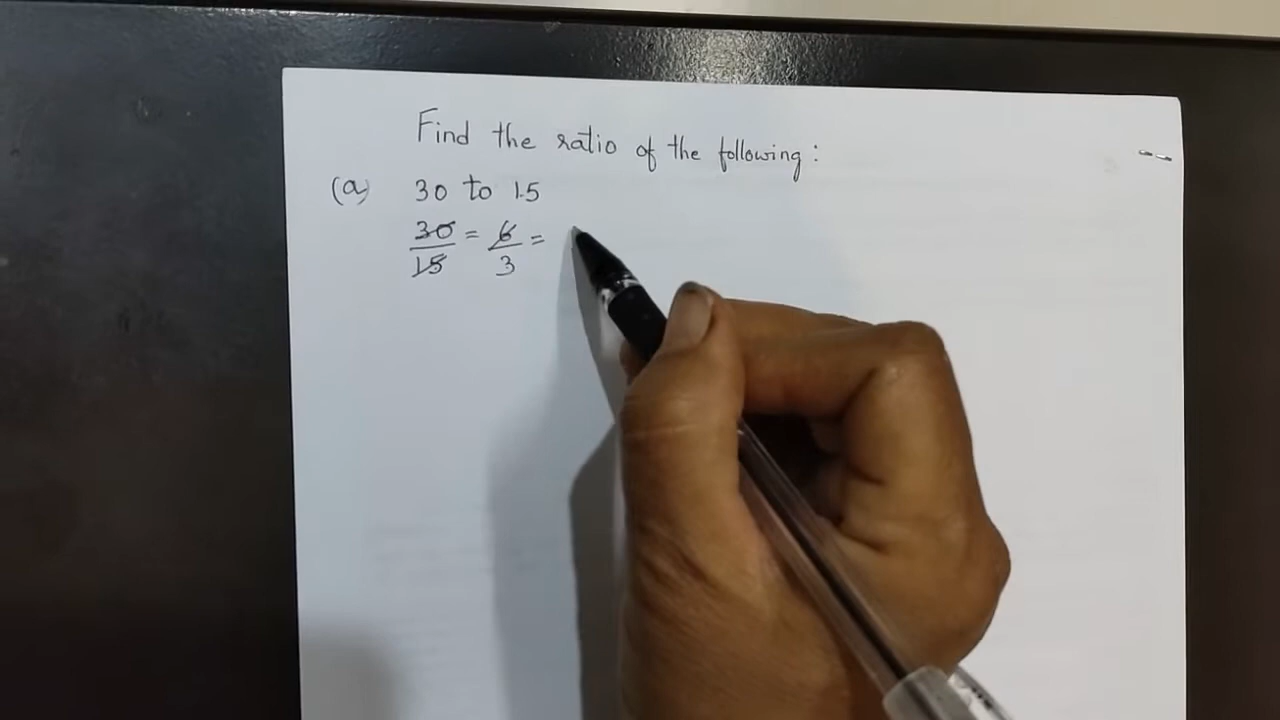 Find the ratio of the following:
(a) 30 to 1.5
30/15 = 6/3 =